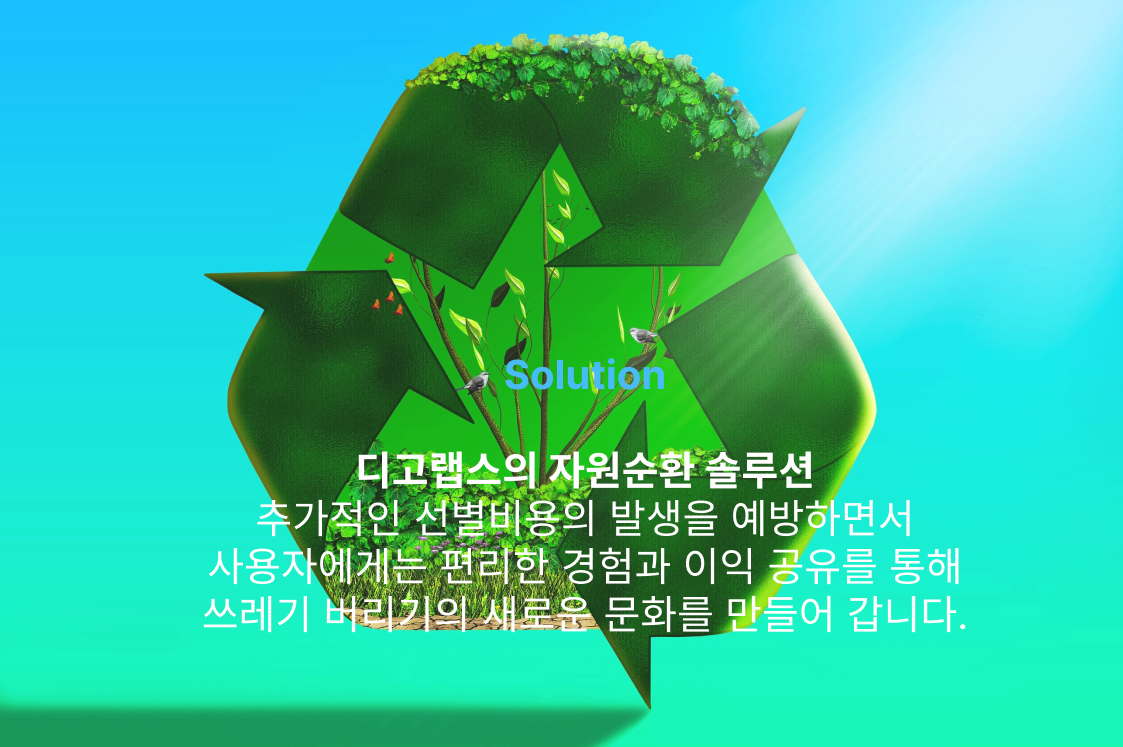 Solution
디고랩스의 자원순환 솔루션
추가적인 선별비용의 발생을 예방하면서
사용자에게는 편리한 경험과 이익 공유를 통해
쓰레기 버리기의 새로운 문화를 만들어 갑니다.